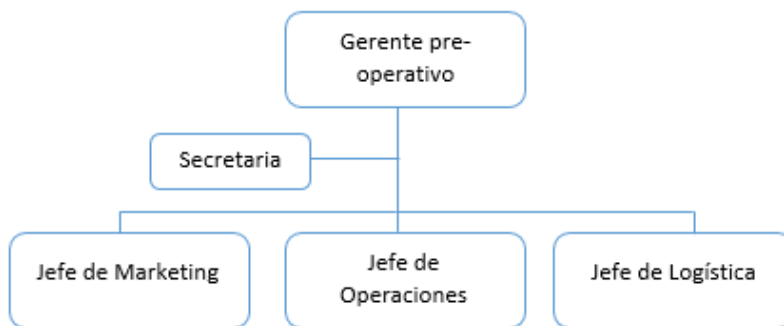 Gerente pre-
operativo
Secretaria
Jefe de Marketing
Jefe de
Operaciones
Jefe de Logística